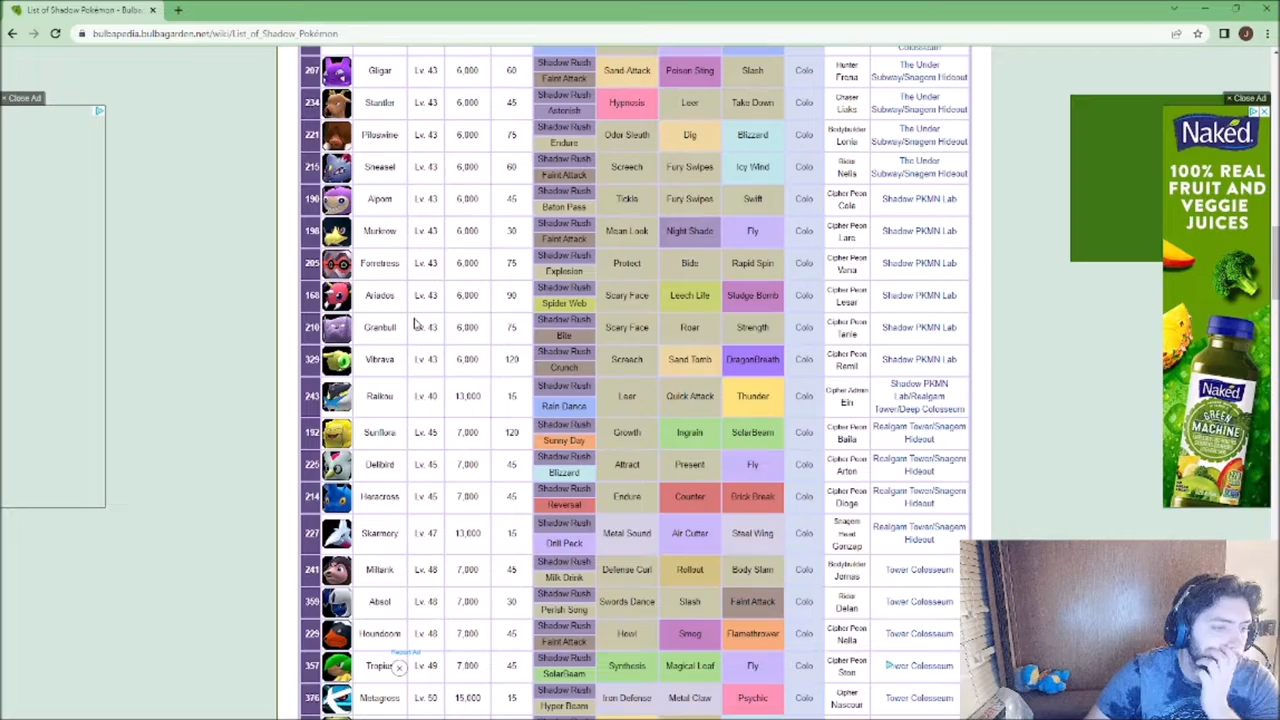 List of Shadow Pokémon - Bulba
bulbapedia.bulbagarden.net/wiki/List_of_Shadow_Pokémon
Colosseum
207 Gligar Lv. 43 6,000 60 Shadow Rush Faint Attack Sand Attack Poison Sting Slash Colo Hunter Frena The Under Subway/Snagem Hideout
234 Stantler Lv. 43 6,000 45 Shadow Rush Astonish Hypnosis Leer Take Down Colo Chaser Liaks The Under Subway/Snagem Hideout
221 Piloswine Lv. 43 6,000 75 Shadow Rush Endure Odor Sleuth Dig Blizzard Colo Bodybuilder Lonia The Under Subway/Snagem Hideout
215 Sneasel Lv. 43 6,000 60 Shadow Rush Faint Attack Screech Fury Swipes Icy Wind Colo Rider Nelis The Under Subway/Snagem Hideout
190 Aipom Lv. 43 6,000 45 Shadow Rush Baton Pass Tickle Fury Swipes Swift Colo Cipher Peon Cole Shadow PKMN Lab
198 Murkrow Lv. 43 6,000 30 Shadow Rush Faint Attack Mean Look Night Shade Fly Colo Cipher Peon Lare Shadow PKMN Lab
205 Forretress Lv. 43 6,000 75 Shadow Rush Explosion Protect Bide Rapid Spin Colo Cipher Peon Vana Shadow PKMN Lab
168 Ariados Lv. 43 6,000 90 Shadow Rush Spider Web Scary Face Leech Life Sludge Bomb Colo Cipher Peon Lesar Shadow PKMN Lab
210 Granbull Lv. 43 6,000 45 Shadow Rush Bite Scary Face Roar Strength Colo Cipher Peon Tanie Shadow PKMN Lab
329 Vibrava Lv. 43 6,000 120 Shadow Rush Crunch Screech Sand Tomb DragonBreath Colo Cipher Peon Remil Shadow PKMN Lab
243 Raikou Lv. 40 13,000 Shadow Rush Rain Dance Leer Quick Attack Thunder Colo Cipher Admin Ein Shadow PKMN Lab/Realgam Tower/Deep Colosseum
192 Sunflora Lv. 45 7,000 120 Shadow Rush Sunny Day Growth Ingrain SolarBeam Colo Cipher Peon Baila Realgam Tower/Snagem Hideout
225 Delibird Lv. 45 7,000 45 Shadow Rush Blizzard Attract Present Fly Colo Cipher Peon Arton Realgam Tower/Snagem Hideout
214 Heracross Lv. 45 7,000 45 Shadow Rush Reversal Endure Counter Brick Break Colo Cipher Peon Dioge Realgam Tower/Snagem Hideout
227 Skarmory Lv. 47 13,000 Shadow Rush Drill Peck Metal Sound Air Cutter Steel Wing Colo Snagem Head Gonzap Realgam Tower/Snagem Hideout
241 Miltank Lv. 48 7,000 45 Shadow Rush Milk Drink Defense Curl Rollout Body Slam Colo Bodybuilder Jomas Tower Colosseum
359 Absol Lv. 48 7,000 30 Shadow Rush Perish Song Swords Dance Slash Faint Attack Colo Rider Delan Tower Colosseum
229 Houndoom Lv. 48 7,000 Shadow Rush Faint Attack Howl Smog Flamethrower Colo Cipher Peon Nella Tower Colosseum
Report Ad
357 Tropius Lv. 49 7,000 45 Shadow Rush SolarBeam Synthesis Magical Leaf Fly Colo Cipher Peon Ston wer Colosseum
376 Metagross Lv. 50 15,000 15 Shadow Rush Hyper Beam Iron Defense Metal Claw Psychic Colo Cipher Nascour Tower Colosseum
× Close Ad
× Close Ad
Naked
100% REAL
FRUIT AND
VEGGIE
JUICES
Naked
GREEN
MACHINE
J